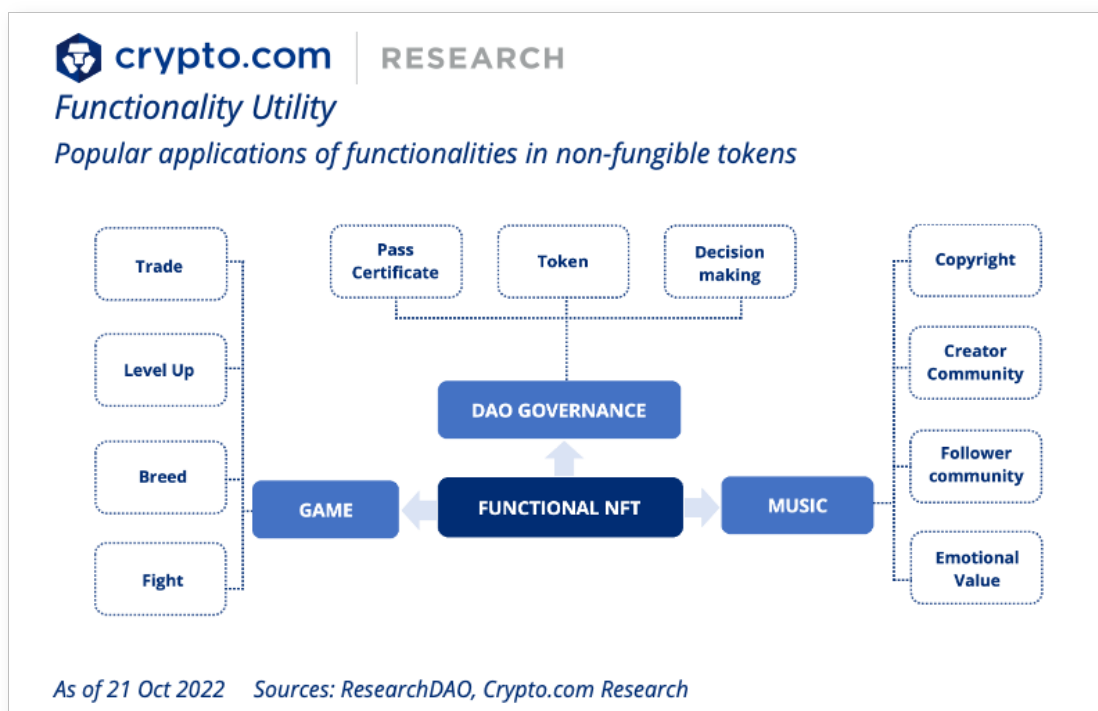 crypto.com | RESEARCH
Functionality Utility
Popular applications of functionalities in non-fungible tokens
Trade
Level Up
Breed
Fight
GAME
Pass
Certificate
Token
Decision
making
DAO GOVERNANCE
FUNCTIONAL NFT
MUSIC
Copyright
Creator
Community
Follower
community
Emotional
Value
As of 21 Oct 2022 Sources: ResearchDAO, Crypto.com Research